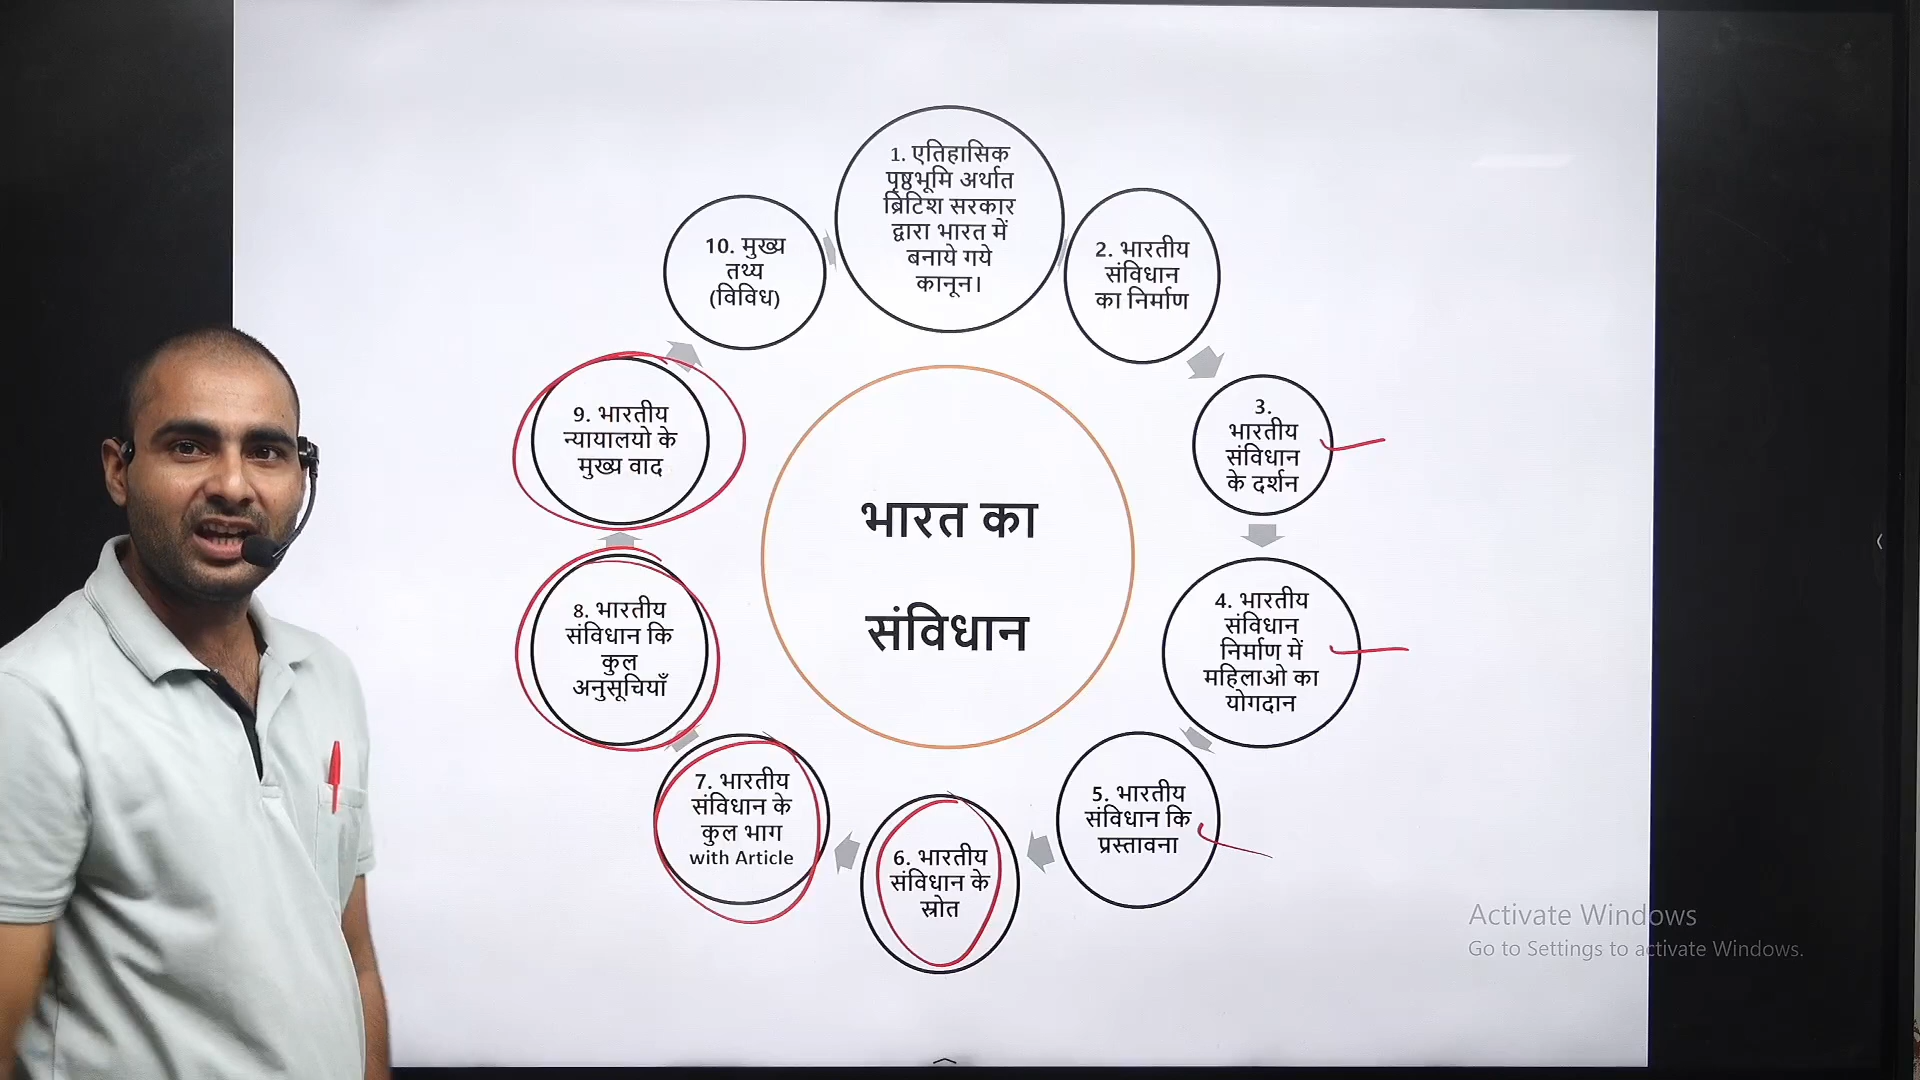 1. एतिहासिक
पृष्ठभूमि अर्थात
ब्रिटिश सरकार
द्वारा भारत में
बनाये गये
कानून।
2. भारतीय
संविधान
का निर्माण
3.
भारतीय
संविधान
के दर्शन
4. भारतीय
संविधान
निर्माण में
महिलाओ का
योगदान
5. भारतीय
संविधान कि
प्रस्तावना
6. भारतीय
संविधान के
स्रोत
7. भारतीय
संविधान के
कुल भाग
with Article
8. भारतीय
संविधान कि
कुल
अनुसूचियाँ
9. भारतीय
न्यायालयो के
मुख्य वाद
10. मुख्य
तथ्य
(विविध)
भारत का
संविधान
Activate Windows
Go to Settings to activate Windows.